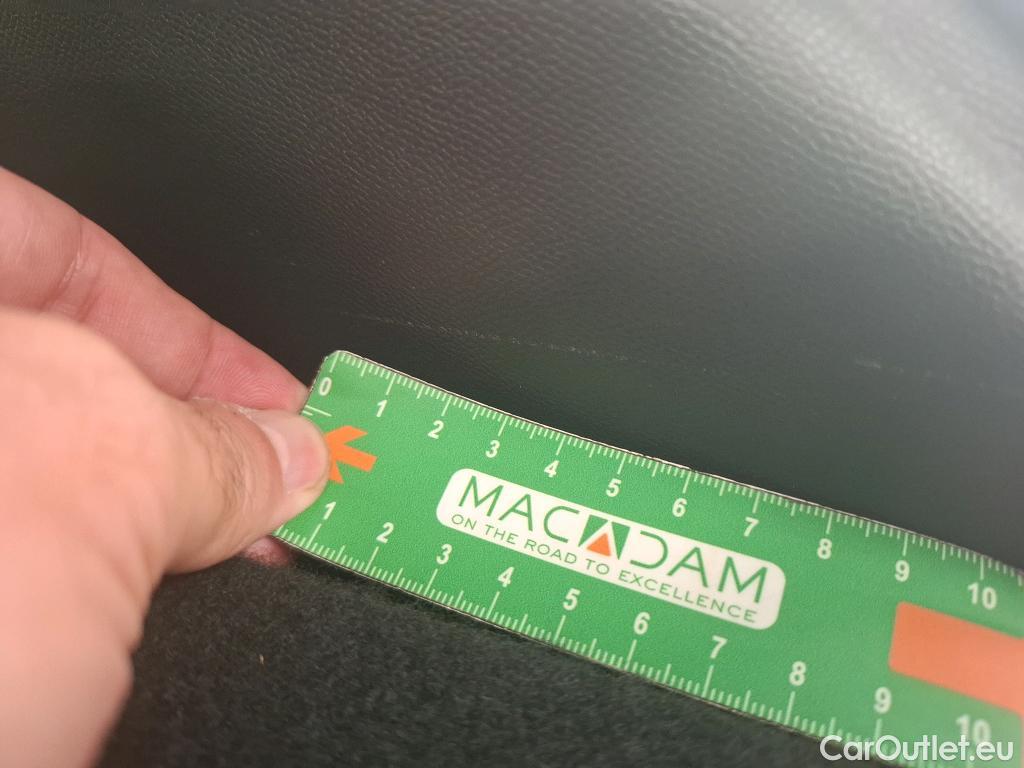 0 1 2 3 4 5 6 7 8 9 10
MACADAM
ON THE ROAD TO EXCELLENCE
1 2 3 4 5 6 7 8 9 10
CarOutlet.eu